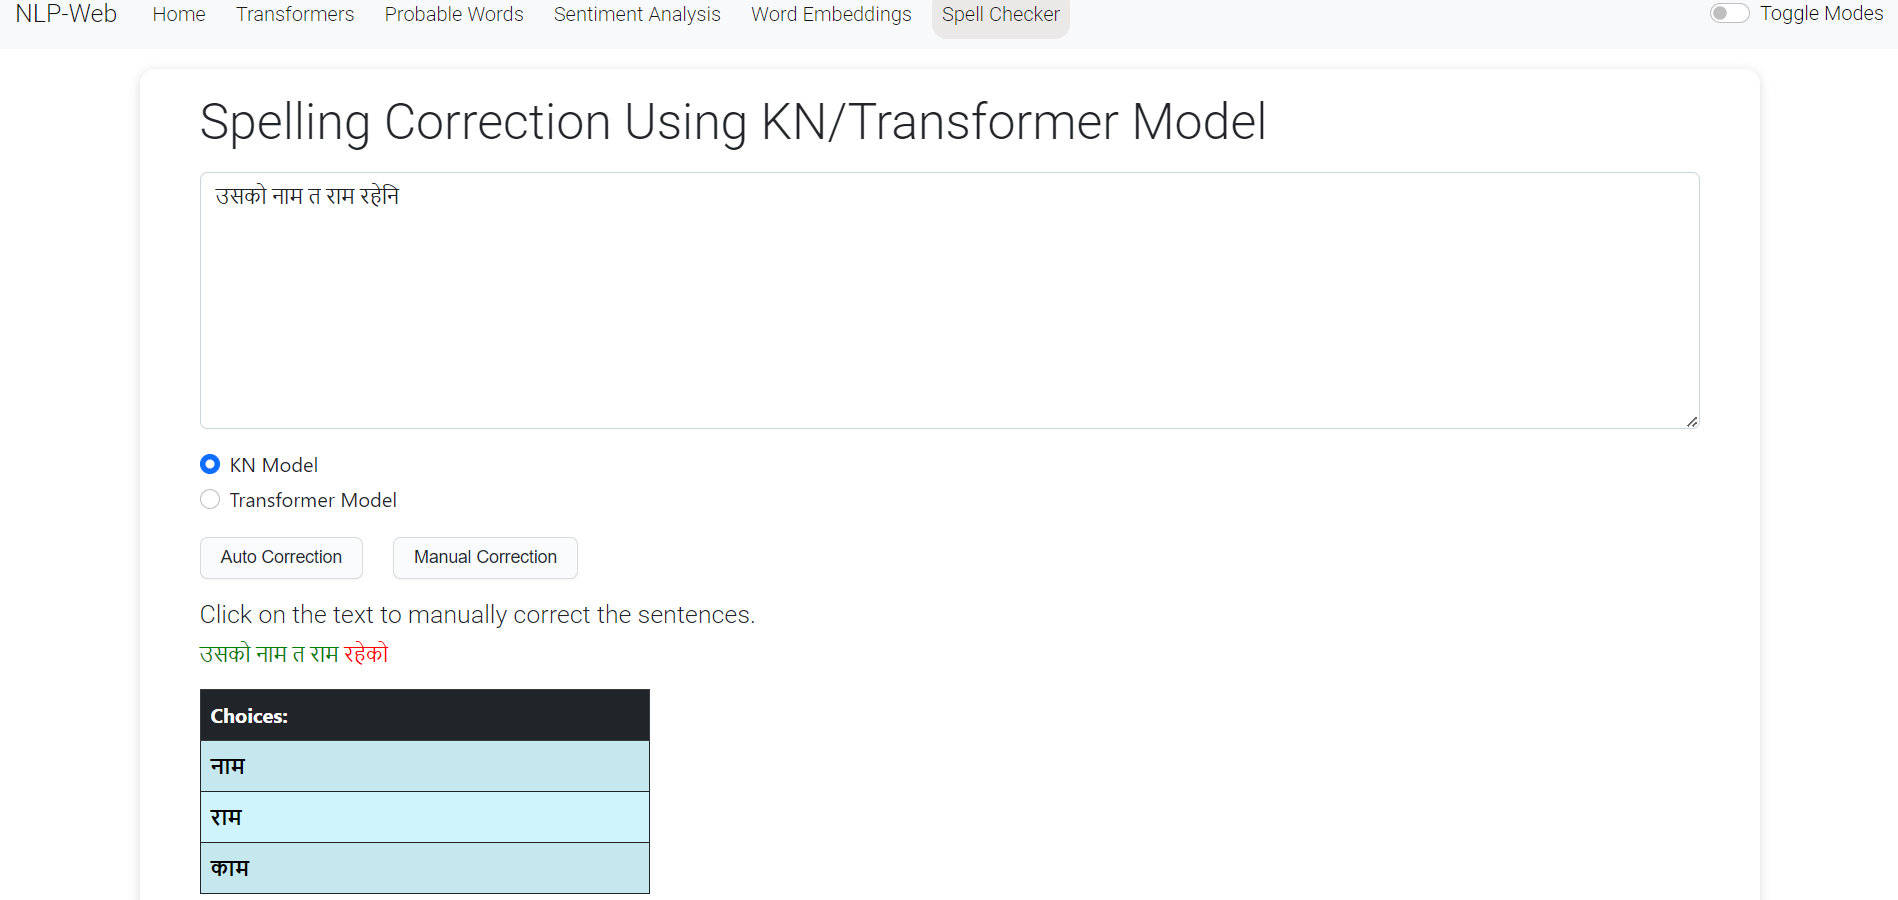 NLP-Web Home Transformers Probable Words Sentiment Analysis Word Embeddings Spell Checker Toggle Modes
Spelling Correction Using KN/Transformer Model
उसको नाम त राम रहेनि
KN Model
Transformer Model
Auto Correction Manual Correction
Click on the text to manually correct the sentences.
उसको नाम त राम रहेको
Choices:
नाम
राम
काम